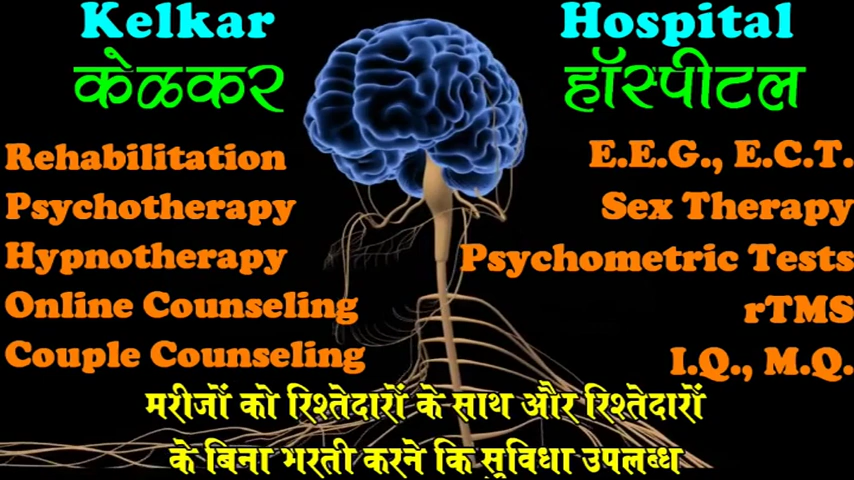 Kelkar Hospital
केळकर हॉस्पीटल
Rehabilitation
Psychotherapy
Hypnotherapy
Online Counseling
Couple Counseling
E.E.G., E.C.T.
Sex Therapy
Psychometric Tests
rTMS
I.Q., M.Q.
मरीजों को रिश्तेदारों के साथ और रिश्तेदारों
के बिना भरती करने कि सुविधा उपलब्ध